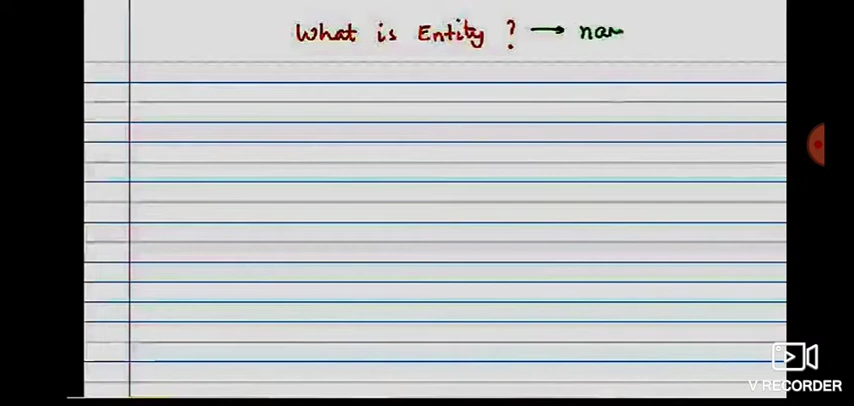 What is Entity ? → nam
V RECORDER